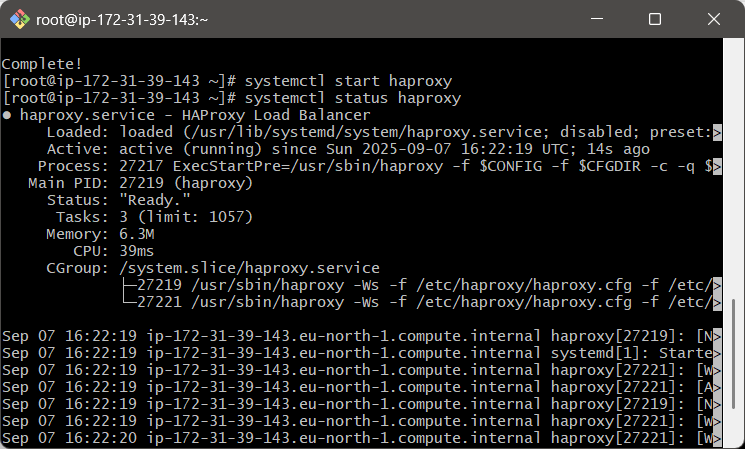 root@ip-172-31-39-143:~
Complete!
[root@ip-172-31-39-143 ~]# systemctl start haproxy
[root@ip-172-31-39-143 ~]# systemctl status haproxy
● haproxy.service - HAProxy Load Balancer
     Loaded: loaded (/usr/lib/systemd/system/haproxy.service; disabled; preset:>
     Active: active (running) since Sun 2025-09-07 16:22:19 UTC; 14s ago
    Process: 27217 ExecStartPre=/usr/sbin/haproxy -f $CONFIG -f $CFGDIR -c -q $>
   Main PID: 27219 (haproxy)
     Status: "Ready."
      Tasks: 3 (limit: 1057)
     Memory: 6.3M
        CPU: 39ms
     CGroup: /system.slice/haproxy.service
             ├─27219 /usr/sbin/haproxy -Ws -f /etc/haproxy/haproxy.cfg -f /etc/>
             └─27221 /usr/sbin/haproxy -Ws -f /etc/haproxy/haproxy.cfg -f /etc/>
Sep 07 16:22:19 ip-172-31-39-143.eu-north-1.compute.internal haproxy[27219]: [N>
Sep 07 16:22:19 ip-172-31-39-143.eu-north-1.compute.internal systemd[1]: Starte>
Sep 07 16:22:19 ip-172-31-39-143.eu-north-1.compute.internal haproxy[27221]: [W>
Sep 07 16:22:19 ip-172-31-39-143.eu-north-1.compute.internal haproxy[27221]: [A>
Sep 07 16:22:19 ip-172-31-39-143.eu-north-1.compute.internal haproxy[27219]: [N>
Sep 07 16:22:19 ip-172-31-39-143.eu-north-1.compute.internal haproxy[27221]: [W>
Sep 07 16:22:20 ip-172-31-39-143.eu-north-1.compute.internal haproxy[27221]: [W>